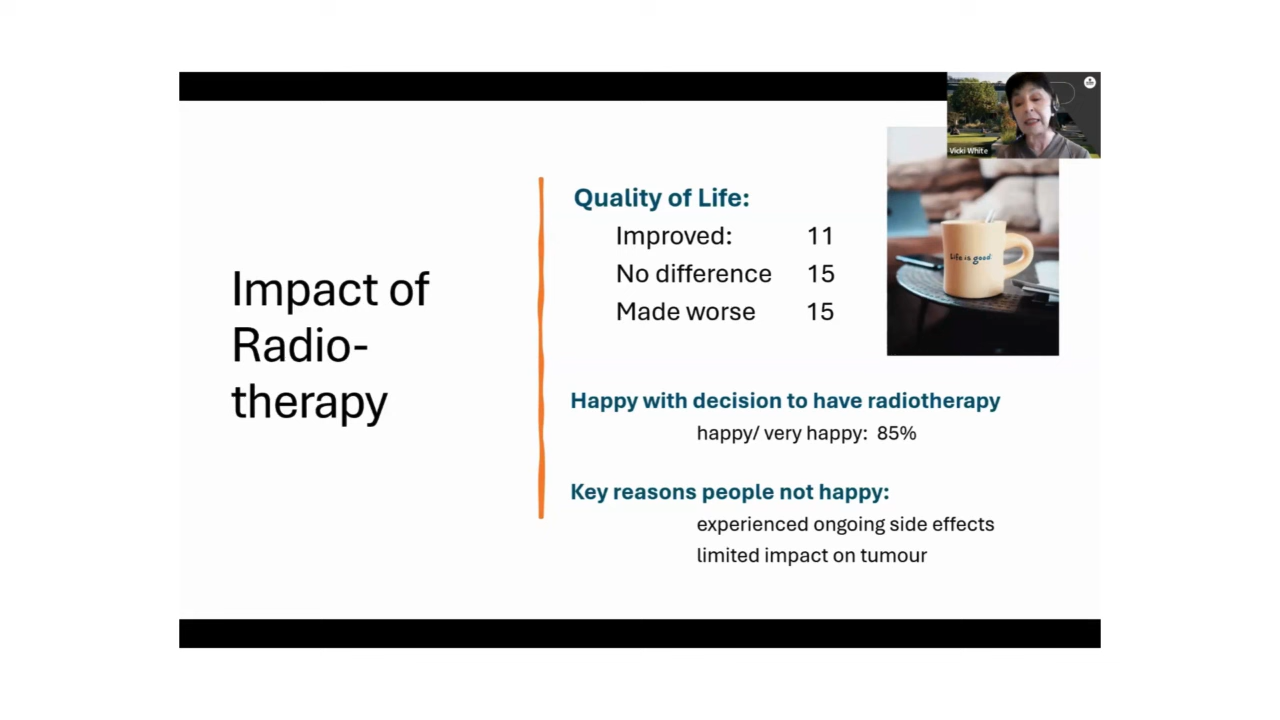 Vicki White
Impact of
Radio-
therapy
Quality of Life:
Improved: 11
No difference 15
Made worse 15
Life is good
Happy with decision to have radiotherapy
happy/ very happy: 85%
Key reasons people not happy:
experienced ongoing side effects
limited impact on tumour